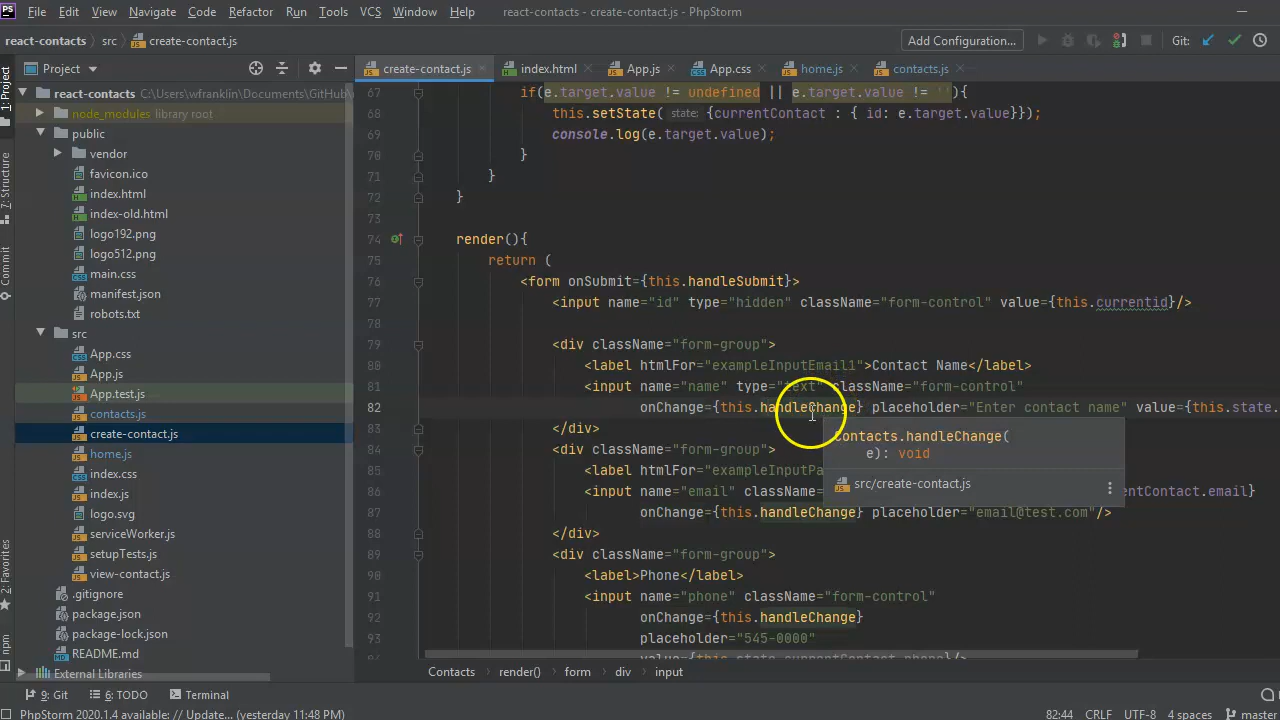 PS File Edit View Navigate Code Refactor Run Tools VCS Window Help react-contacts - create-contact.js - PhpStorm
react-contacts src create-contact.js Add Configuration... Git:
Project
create-contact.js index.html App.js App.css home.js contacts.js
1: Project
Structure
Commit
2: Favorites
npm
react-contacts C:\Users\wfranklin\Documents\GitHub\
node_modules library root
public
vendor
favicon.ico
index.html
index-old.html
logo192.png
logo512.png
main.css
manifest.json
robots.txt
src
App.css
App.js
App.test.js
contacts.js
create-contact.js
home.js
index.css
index.js
logo.svg
serviceWorker.js
setupTests.js
view-contact.js
.gitignore
package.json
package-lock.json
README.md
External Libraries
67 if(e.target.value != undefined || e.target.value != ''){
68 this.setState( state: {currentContact : { id: e.target.value}});
69 console.log(e.target.value);
70 }
71 }
72 }
73
74 render(){
75 return (
76 <form onSubmit={this.handleSubmit}>
77 <input name="id" type="hidden" className="form-control" value={this.currentid}/>
78
79 <div className="form-group">
80 <label htmlFor="exampleInputEmail1">Contact Name</label>
81 <input name="name" type="text" className="form-control"
82 onChange={this.handleChange} placeholder="Enter contact name" value={this.state.
83 </div>
84 <div className="form-group">
85 <label htmlFor="exampleInputPa
86 <input name="email" className= entContact.email}
87 onChange={this.handleChange} placeholder="email@test.com"/>
88 </div>
89 <div className="form-group">
90 <label>Phone</label>
91 <input name="phone" className="form-control"
92 onChange={this.handleChange}
93 placeholder="545-0000"
value={this.state.currentContact.phone}/>
Contacts.handleChange(
e): void
src/create-contact.js
Contacts render() form div input
9: Git 6: TODO Terminal
PhpStorm 2020.1.4 available: // Update... (yesterday 11:48 PM) 82:44 CRLF UTF-8 4 spaces master